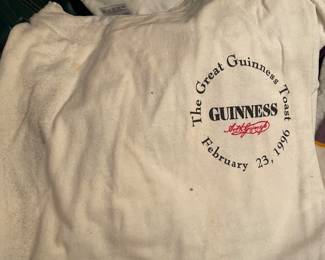 The Great Guinness Toast
GUINNESS
February 23, 1996